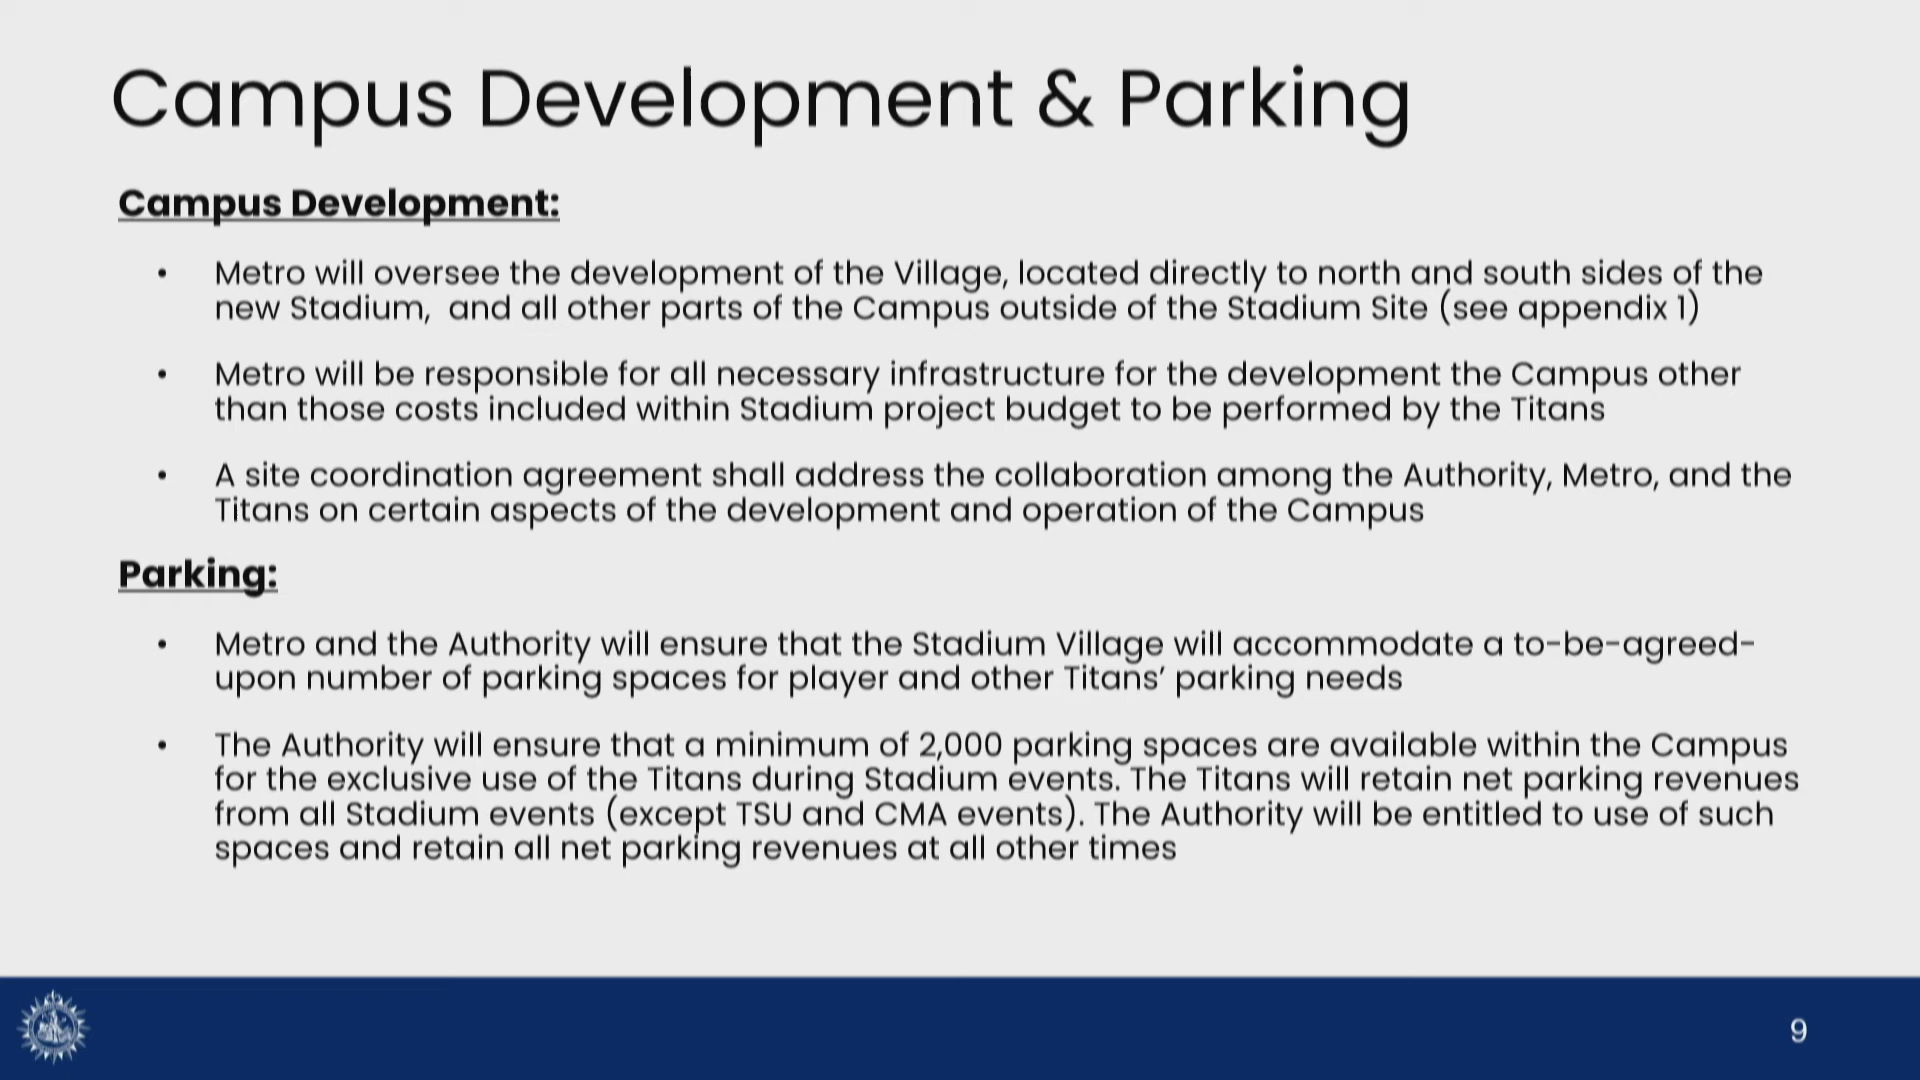 Campus Development & Parking
Campus Development:
• Metro will oversee the development of the Village, located directly to north and south sides of the
new Stadium,  and all other parts of the Campus outside of the Stadium Site (see appendix 1)
• Metro will be responsible for all necessary infrastructure for the development the Campus other
than those costs included within Stadium project budget to be performed by the Titans
• A site coordination agreement shall address the collaboration among the Authority, Metro, and the
Titans on certain aspects of the development and operation of the Campus
Parking:
• Metro and the Authority will ensure that the Stadium Village will accommodate a to-be-agreed-
upon number of parking spaces for player and other Titans’ parking needs
• The Authority will ensure that a minimum of 2,000 parking spaces are available within the Campus
for the exclusive use of the Titans during Stadium events. The Titans will retain net parking revenues
from all Stadium events (except TSU and CMA events). The Authority will be entitled to use of such
spaces and retain all net parking revenues at all other times
9